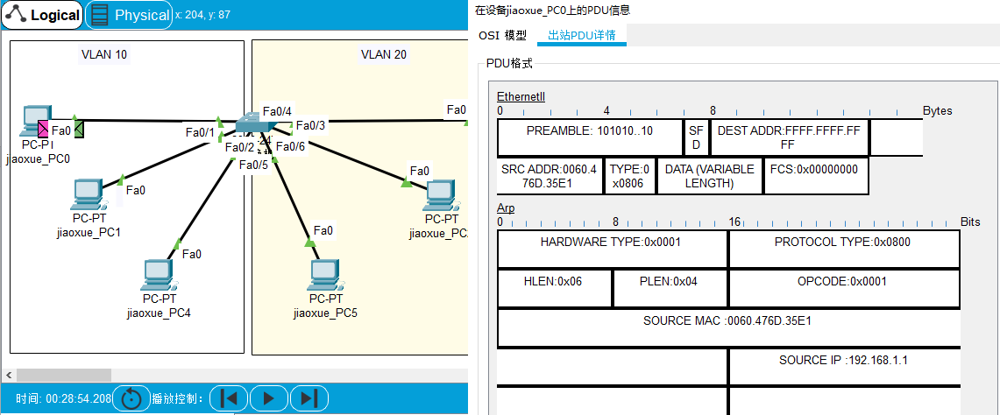 Logical
Physical
x: 204, y: 87
VLAN 10
VLAN 20
Fa0
PC-PT
jiaoxue_PC0
Fa0/4
Fa0/1
Fa0/3
Fa0/2
Fa0/6
Fa0/5
Fa0
Fa0
PC-PT
jiaoxue_PC1
Fa0
PC-PT
Fa0
PC-PT
jiaoxue_PC4
Fa0
PC-PT
jiaoxue_PC5
时间: 00:28:54.208
播放控制：
在设备jiaoxue_PC0上的PDU信息
OSI 模型
出站PDU详情
PDU格式
EthernetII
0 4 8 Bytes
PREAMBLE: 101010..10
SF
D
DEST ADDR:FFFF.FFFF.FF
FF
SRC ADDR:0060.4
76D.35E1
TYPE:0
x0806
DATA (VARIABLE
LENGTH)
FCS:0x00000000
Arp
0 8 16 Bits
HARDWARE TYPE:0x0001
PROTOCOL TYPE:0x0800
HLEN:0x06
PLEN:0x04
OPCODE:0x0001
SOURCE MAC :0060.476D.35E1
SOURCE IP :192.168.1.1